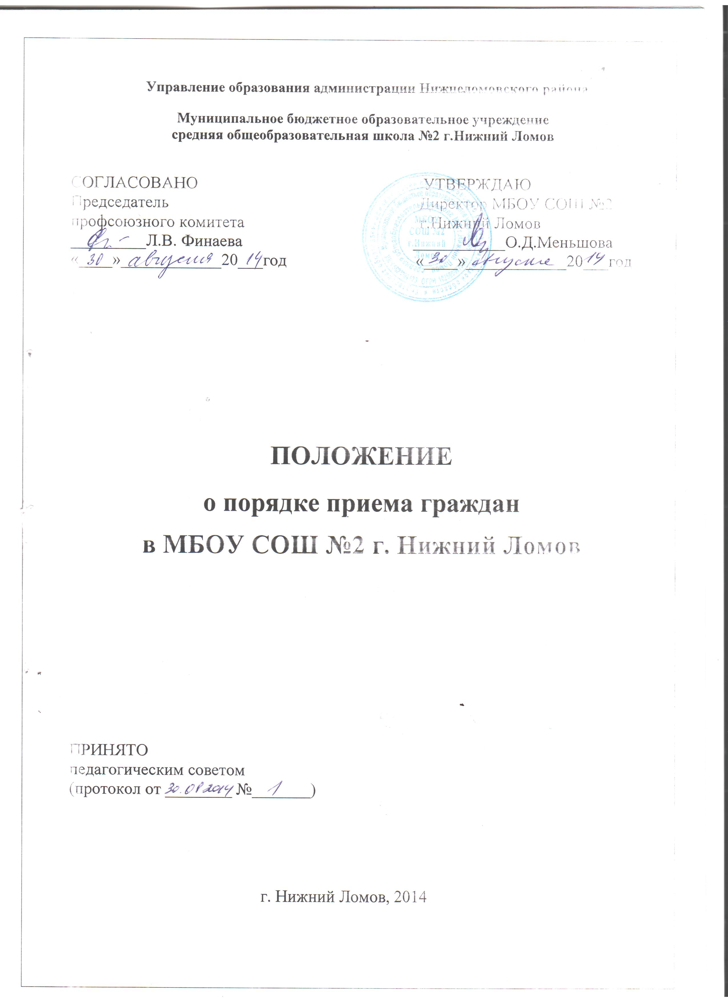 Управление образования администрации Нижнеломовского района
Муниципальное бюджетное образовательное учреждение
средняя общеобразовательная школа №2 г.Нижний Ломов
СОГЛАСОВАНО
Председатель
профсоюзного комитета
Л.В. Финаева
«30» августа 2014год
УТВЕРЖДАЮ
Директор МБОУ СОШ №2
г.Нижний Ломов
О.Д.Меньшова
«30» августа 2014 год
МБОУ
СОШ №2
г.Нижний
Ломов
ПОЛОЖЕНИЕ
о порядке приема граждан
в МБОУ СОШ №2 г. Нижний Ломов
ПРИНЯТО
педагогическим советом
(протокол от 30.08.2014 № 1)
г. Нижний Ломов, 2014